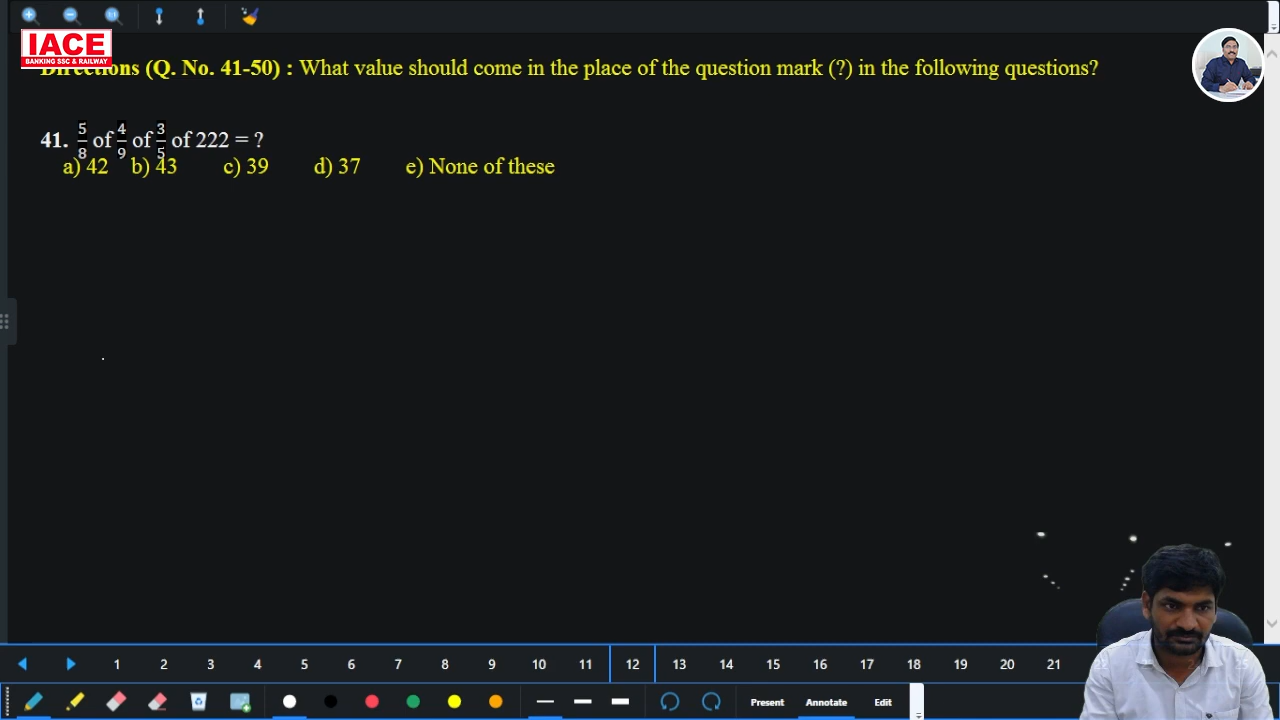 IACE
BANKING SSC & RAILWAY
Directions (Q. No. 41-50) : What value should come in the place of the question mark (?) in the following questions?
41. 5/8 of 4/9 of 3/5 of 222 = ?
a) 42 b) 43 c) 39 d) 37 e) None of these
1 2 3 4 5 6 7 8 9 10 11 12 13 14 15 16 17 18 19 20 21
Present Annotate Edit